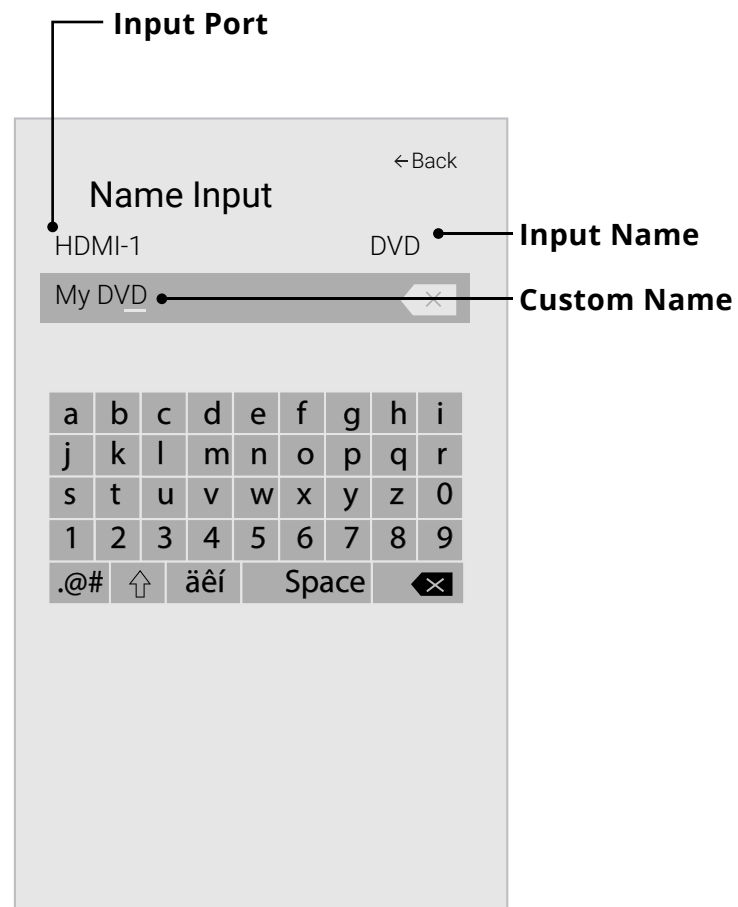 Input Port
←Back
Name Input
HDMI-1 DVD Input Name
My DVD Custom Name
a b c d e f g h i
j k l m n o p q r
s t u v w x y z 0
1 2 3 4 5 6 7 8 9
.@# äêí Space